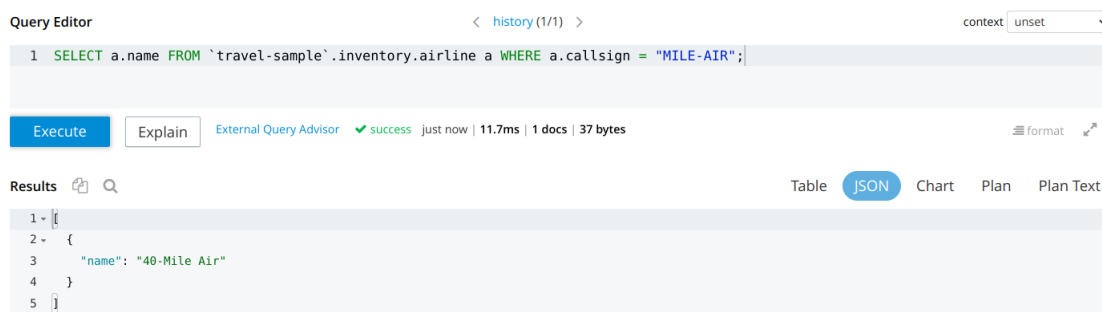 Query Editor < history (1/1) > context unset
1 SELECT a.name FROM `travel-sample`.inventory.airline a WHERE a.callsign = "MILE-AIR";
Execute Explain External Query Advisor ✔ success just now | 11.7ms | 1 docs | 37 bytes format
Results Table JSON Chart Plan Plan Text
1 [
2 {
3 "name": "40-Mile Air"
4 }
5 ]